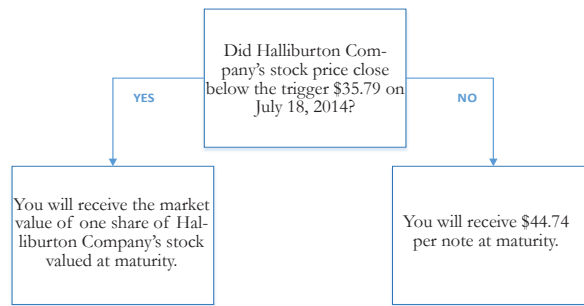 Did Halliburton Com-
pany's stock price close
below the trigger $35.79 on
July 18, 2014?
YES
NO
You will receive the market
value of one share of Hal-
liburton Company's stock
valued at maturity.
You will receive $44.74
per note at maturity.